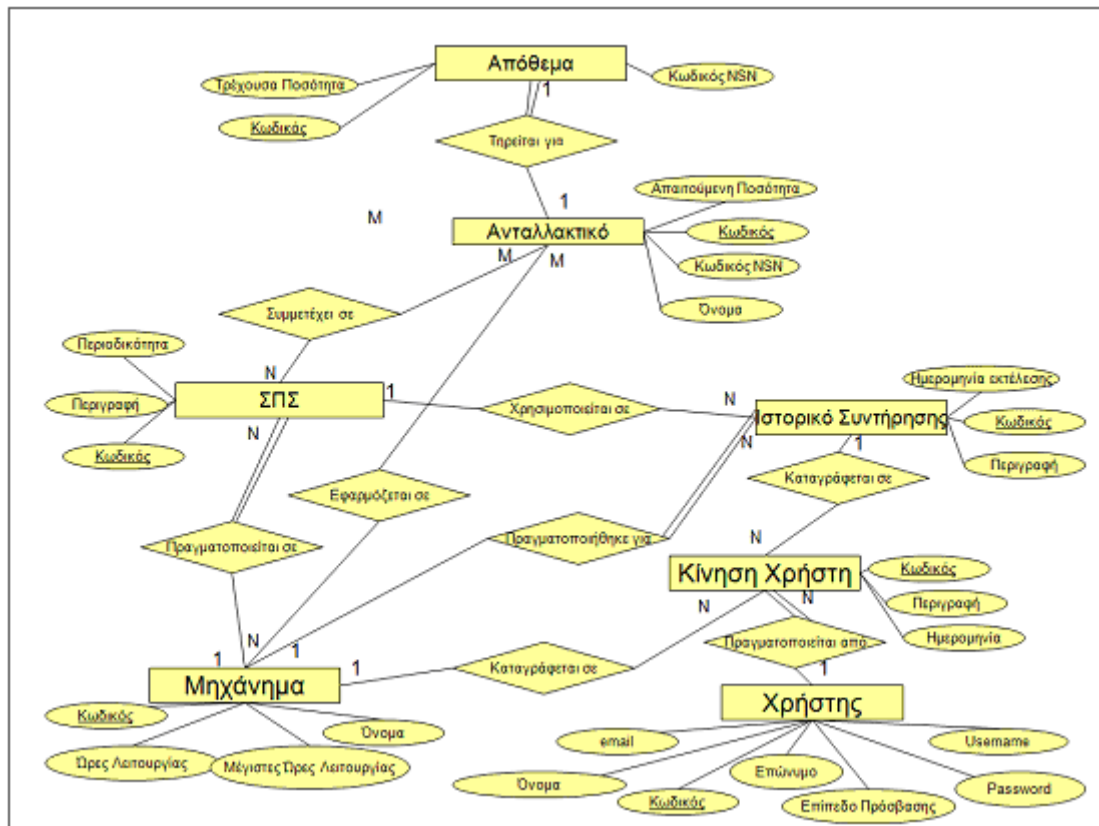 Απόθεμα
Τρέχουσα Ποσότητα
Κωδικός NSN
1
Κωδικός
Τηρείται για
Απαιτούμενη Ποσότητα
1
M
Ανταλλακτικό
Κωδικός
M
M
Κωδικός NSN
Όνομα
Συμμετέχει σε
Περιοδικότητα
N
ΣΠΣ
1
Ημερομηνία εκτέλεσης
Περιγραφή
Χρησιμοποιείται σε
N
Ιστορικό Συντήρησης
Κωδικός
N
N
1
Κωδικός
Περιγραφή
Καταγράφεται σε
Εφαρμόζεται σε
Πραγματοποιείται σε
Πραγματοποιήθηκε για
N
Κίνηση Χρήστη
Κωδικός
N
N
Περιγραφή
N
Πραγματοποιείται από
Ημερομηνία
1
1
1
Καταγράφεται σε
1
Μηχάνημα
Χρήστης
Κωδικός
Όνομα
email
Username
Ώρες Λειτουργίας
Μέγιστες Ώρες Λειτουργίας
Όνομα
Επώνυμο
Password
Κωδικός
Επίπεδο Πρόσβασης